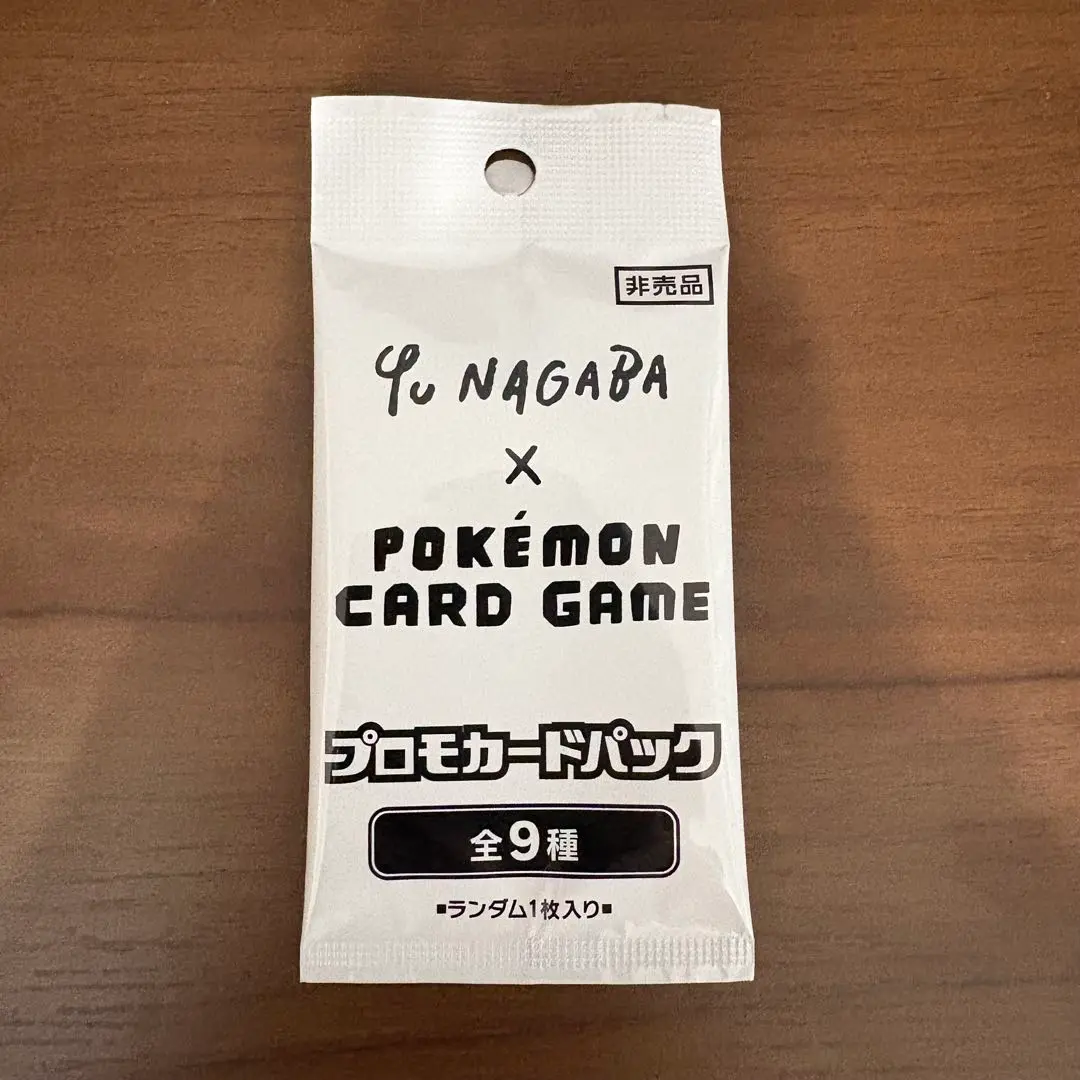 非売品
Yu NAGABA
×
POKÉMON
CARD GAME
プロモカードパック
全9種
■ランダム1枚入り■